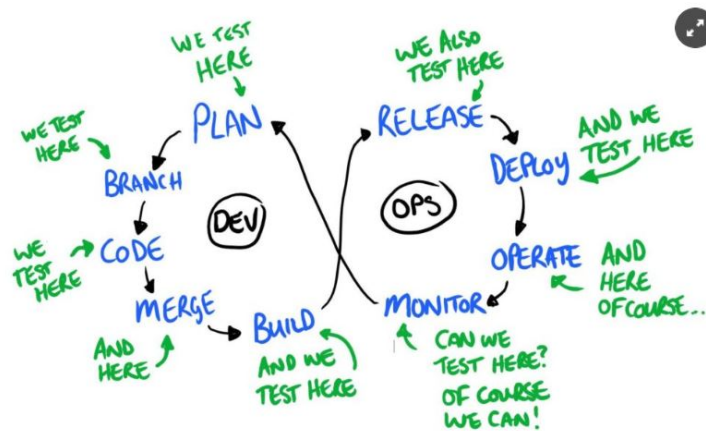 WE TEST
HERE
PLAN
WE TEST
HERE
BRANCH
WE
TEST
HERE
CODE
AND
HERE
MERGE
BUILD
AND WE
TEST HERE
DEV
WE ALSO
TEST HERE
RELEASE
AND WE
TEST HERE
DEPLOY
OPS
OPERATE
AND
HERE
OF COURSE...
MONITOR
CAN WE
TEST HERE?
OF COURSE
WE CAN!